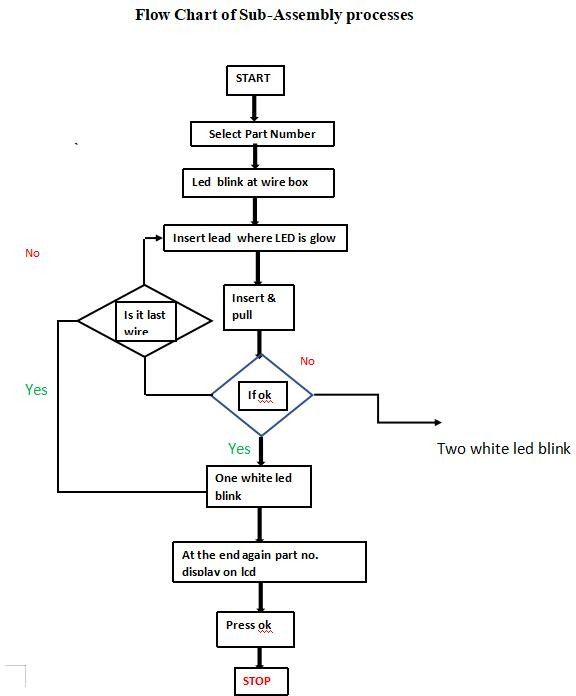 Flow Chart of Sub-Assembly processes
START
Select Part Number
Led blink at wire box
Insert lead where LED is glow
No
Insert &
pull
Is it last
wire
No
If ok
Yes
Yes
Two white led blink
One white led
blink
At the end again part no.
display on lcd
Press ok
STOP